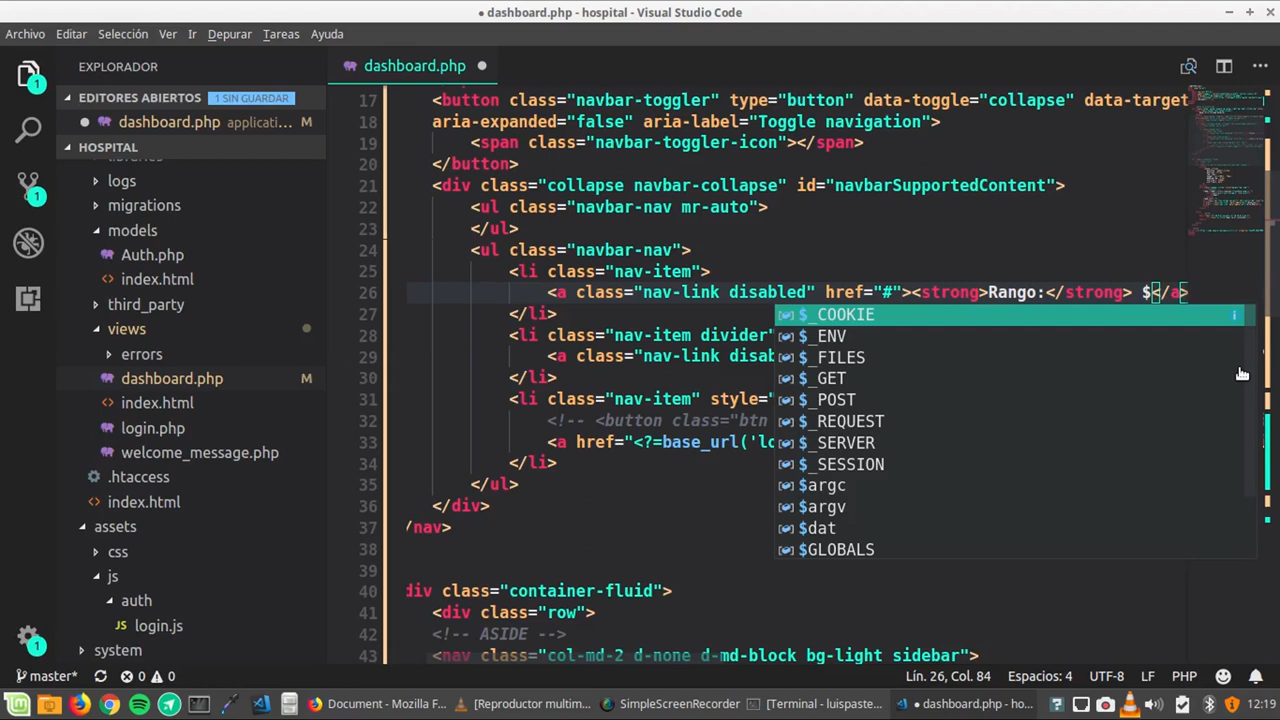 ● dashboard.php - hospital - Visual Studio Code
Archivo Editar Selección Ver Ir Depurar Tareas Ayuda
EXPLORADOR
EDITORES ABIERTOS 1 SIN GUARDAR
dashboard.php applicati... M
HOSPITAL
libraries
logs
migrations
models
Auth.php
index.html
third_party
views
errors
dashboard.php M
index.html
login.php
welcome_message.php
.htaccess
index.html
assets
css
js
auth
login.js
system
1
1
1
dashboard.php
17 <button class="navbar-toggler" type="button" data-toggle="collapse" data-target
18 aria-expanded="false" aria-label="Toggle navigation">
19 <span class="navbar-toggler-icon"></span>
20 </button>
21 <div class="collapse navbar-collapse" id="navbarSupportedContent">
22 <ul class="navbar-nav mr-auto">
23 </ul>
24 <ul class="navbar-nav">
25 <li class="nav-item">
26 <a class="nav-link disabled" href="#"><strong>Rango:</strong> $</a>
27 </li>
28 <li class="nav-item divider"
29 <a class="nav-link disab
30 </li>
31 <li class="nav-item" style="
32 <!-- <button class="btn
33 <a href="<?=base_url('lo
34 </li>
35 </ul>
36 </div>
37 /nav>
38
39
40 div class="container-fluid">
41 <div class="row">
42 <!-- ASIDE -->
43 <nav class="col-md-2 d-none d-md-block bg-light sidebar">
$_COOKIE
$_ENV
$_FILES
$_GET
$_POST
$_REQUEST
$_SERVER
$_SESSION
$argc
$argv
$dat
$GLOBALS
master* 0 0 Lín. 26, Col. 84 Espacios: 4 UTF-8 LF PHP
Document - Mozilla F... [Reproductor multim... SimpleScreenRecorder [Terminal - luispaste... ● dashboard.php - ho... 12:19